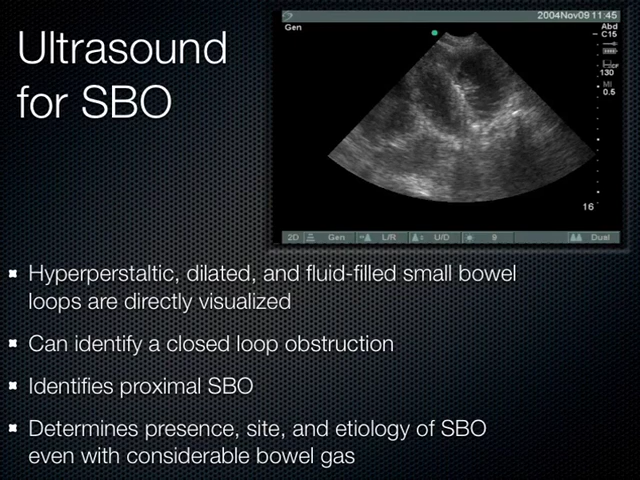 Ultrasound
for SBO
2004Nov09 11:45
Gen
Abd
C15
130
MI
0.5
16
2D Gen L/R U/D 9 Dual
Hyperperstaltic, dilated, and fluid-filled small bowel
loops are directly visualized
Can identify a closed loop obstruction
Identifies proximal SBO
Determines presence, site, and etiology of SBO
even with considerable bowel gas